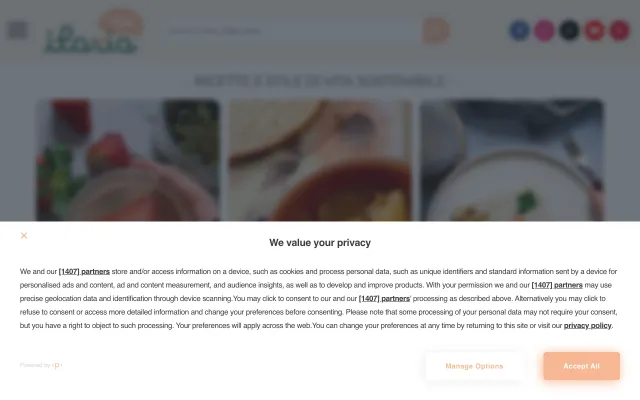 ilaria
RICETTE E STILE DI VITA SOSTENIBILE
We value your privacy
We and our [1407] partners store and/or access information on a device, such as cookies and process personal data, such as unique identifiers and standard information sent by a device for
personalised ads and content, ad and content measurement, and audience insights, as well as to develop and improve products. With your permission we and our [1407] partners may use
precise geolocation data and identification through device scanning.You may click to consent to our and our [1407] partners' processing as described above. Alternatively you may click to
refuse to consent or access more detailed information and change your preferences before consenting. Please note that some processing of your personal data may not require your consent,
but you have a right to object to such processing. Your preferences will apply across the web.You can change your preferences at any time by returning to this site or visit our privacy policy.
Powered by
Manage Options
Accept All